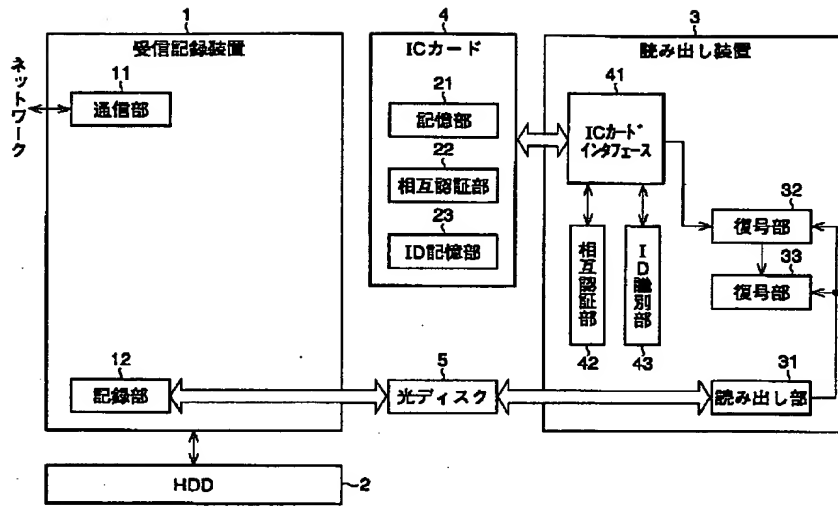 1
受信記録装置
ネットワーク
11
通信部
12
記録部
HDD
2
4
ICカード
21
記憶部
22
相互認証部
23
ID記憶部
5
光ディスク
3
読み出し装置
41
ICカード
インタフェース
相互認証部
42
ID識別部
43
32
復号部
33
復号部
31
読み出し部